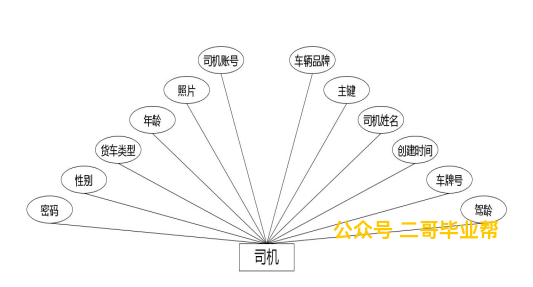 司机账号
车辆品牌
照片
主键
年龄
司机姓名
货车类型
创建时间
性别
车牌号
密码
驾龄
公众号 二哥毕业帮
司机